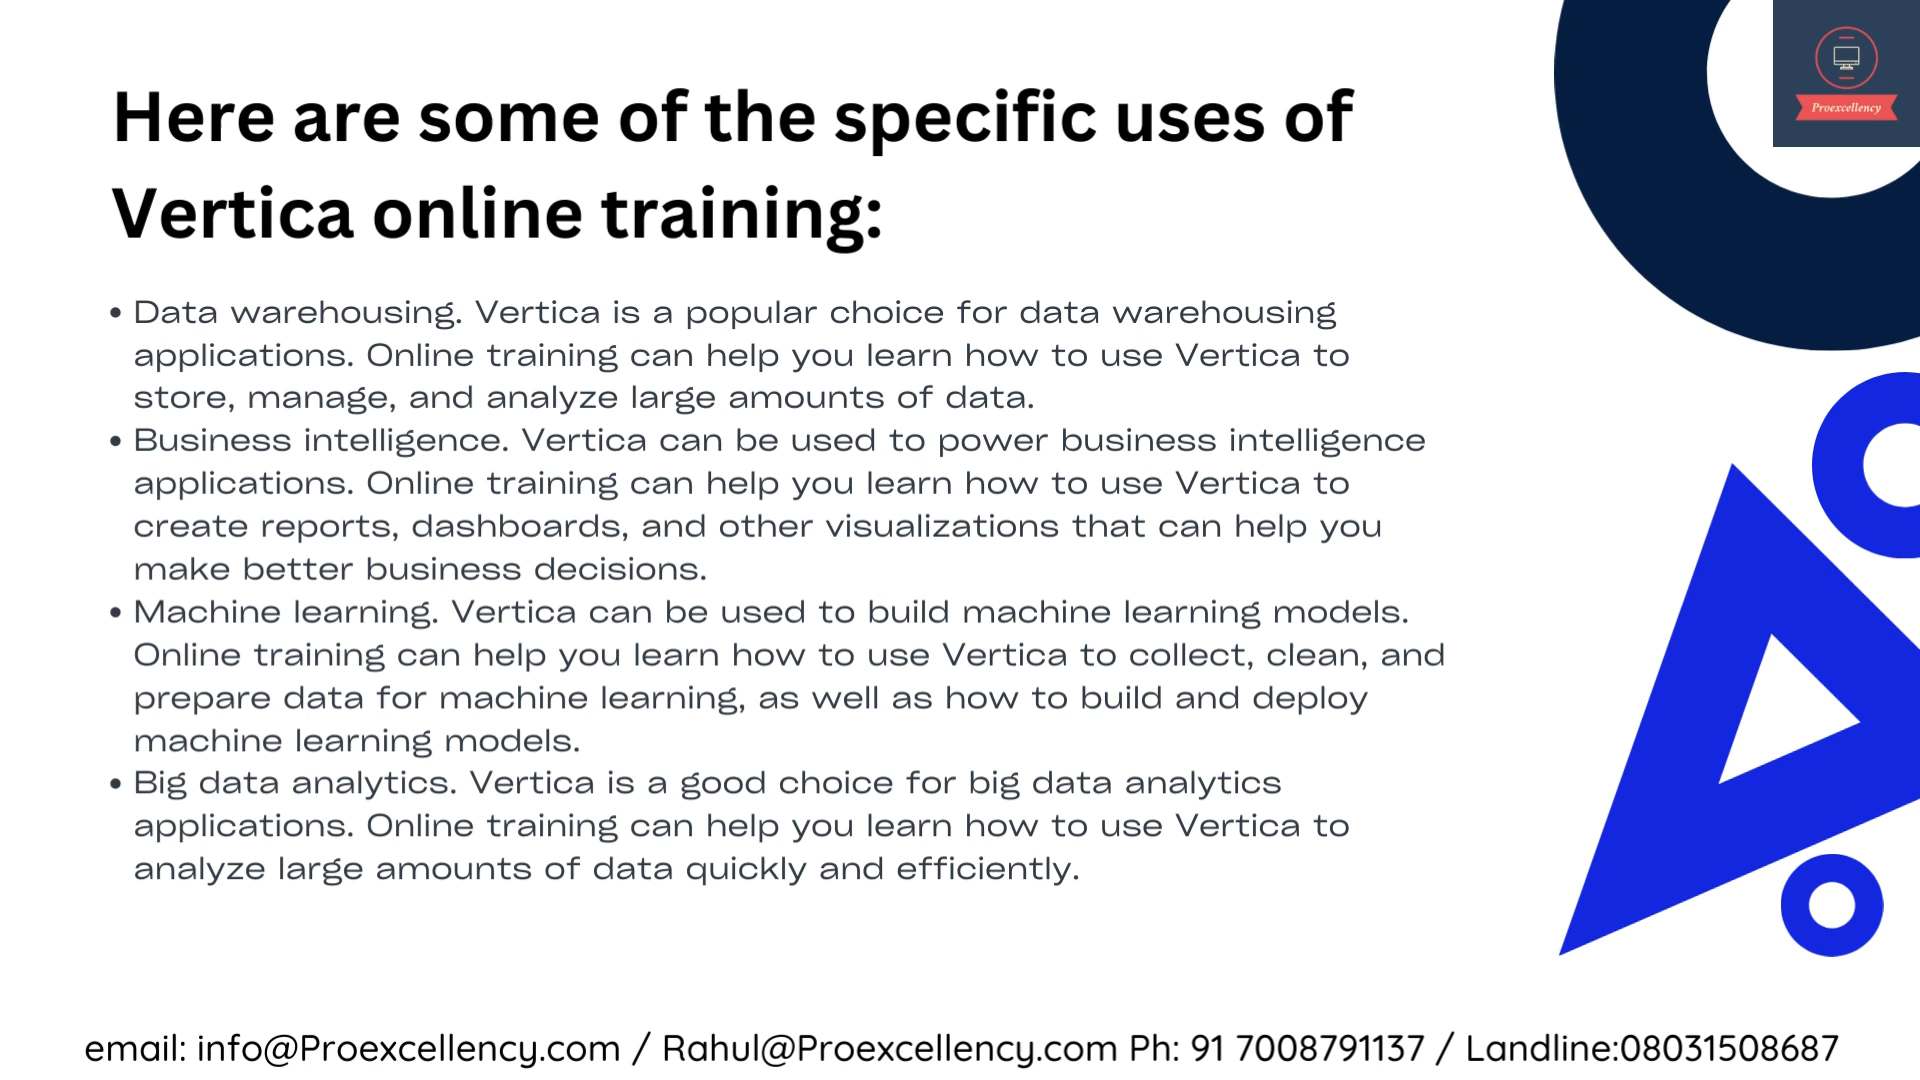 Proexcellency
Here are some of the specific uses of
Vertica online training:
• Data warehousing. Vertica is a popular choice for data warehousing
applications. Online training can help you learn how to use Vertica to
store, manage, and analyze large amounts of data.
• Business intelligence. Vertica can be used to power business intelligence
applications. Online training can help you learn how to use Vertica to
create reports, dashboards, and other visualizations that can help you
make better business decisions.
• Machine learning. Vertica can be used to build machine learning models.
Online training can help you learn how to use Vertica to collect, clean, and
prepare data for machine learning, as well as how to build and deploy
machine learning models.
• Big data analytics. Vertica is a good choice for big data analytics
applications. Online training can help you learn how to use Vertica to
analyze large amounts of data quickly and efficiently.
email: info@Proexcellency.com / Rahul@Proexcellency.com Ph: 91 7008791137 / Landline:08031508687